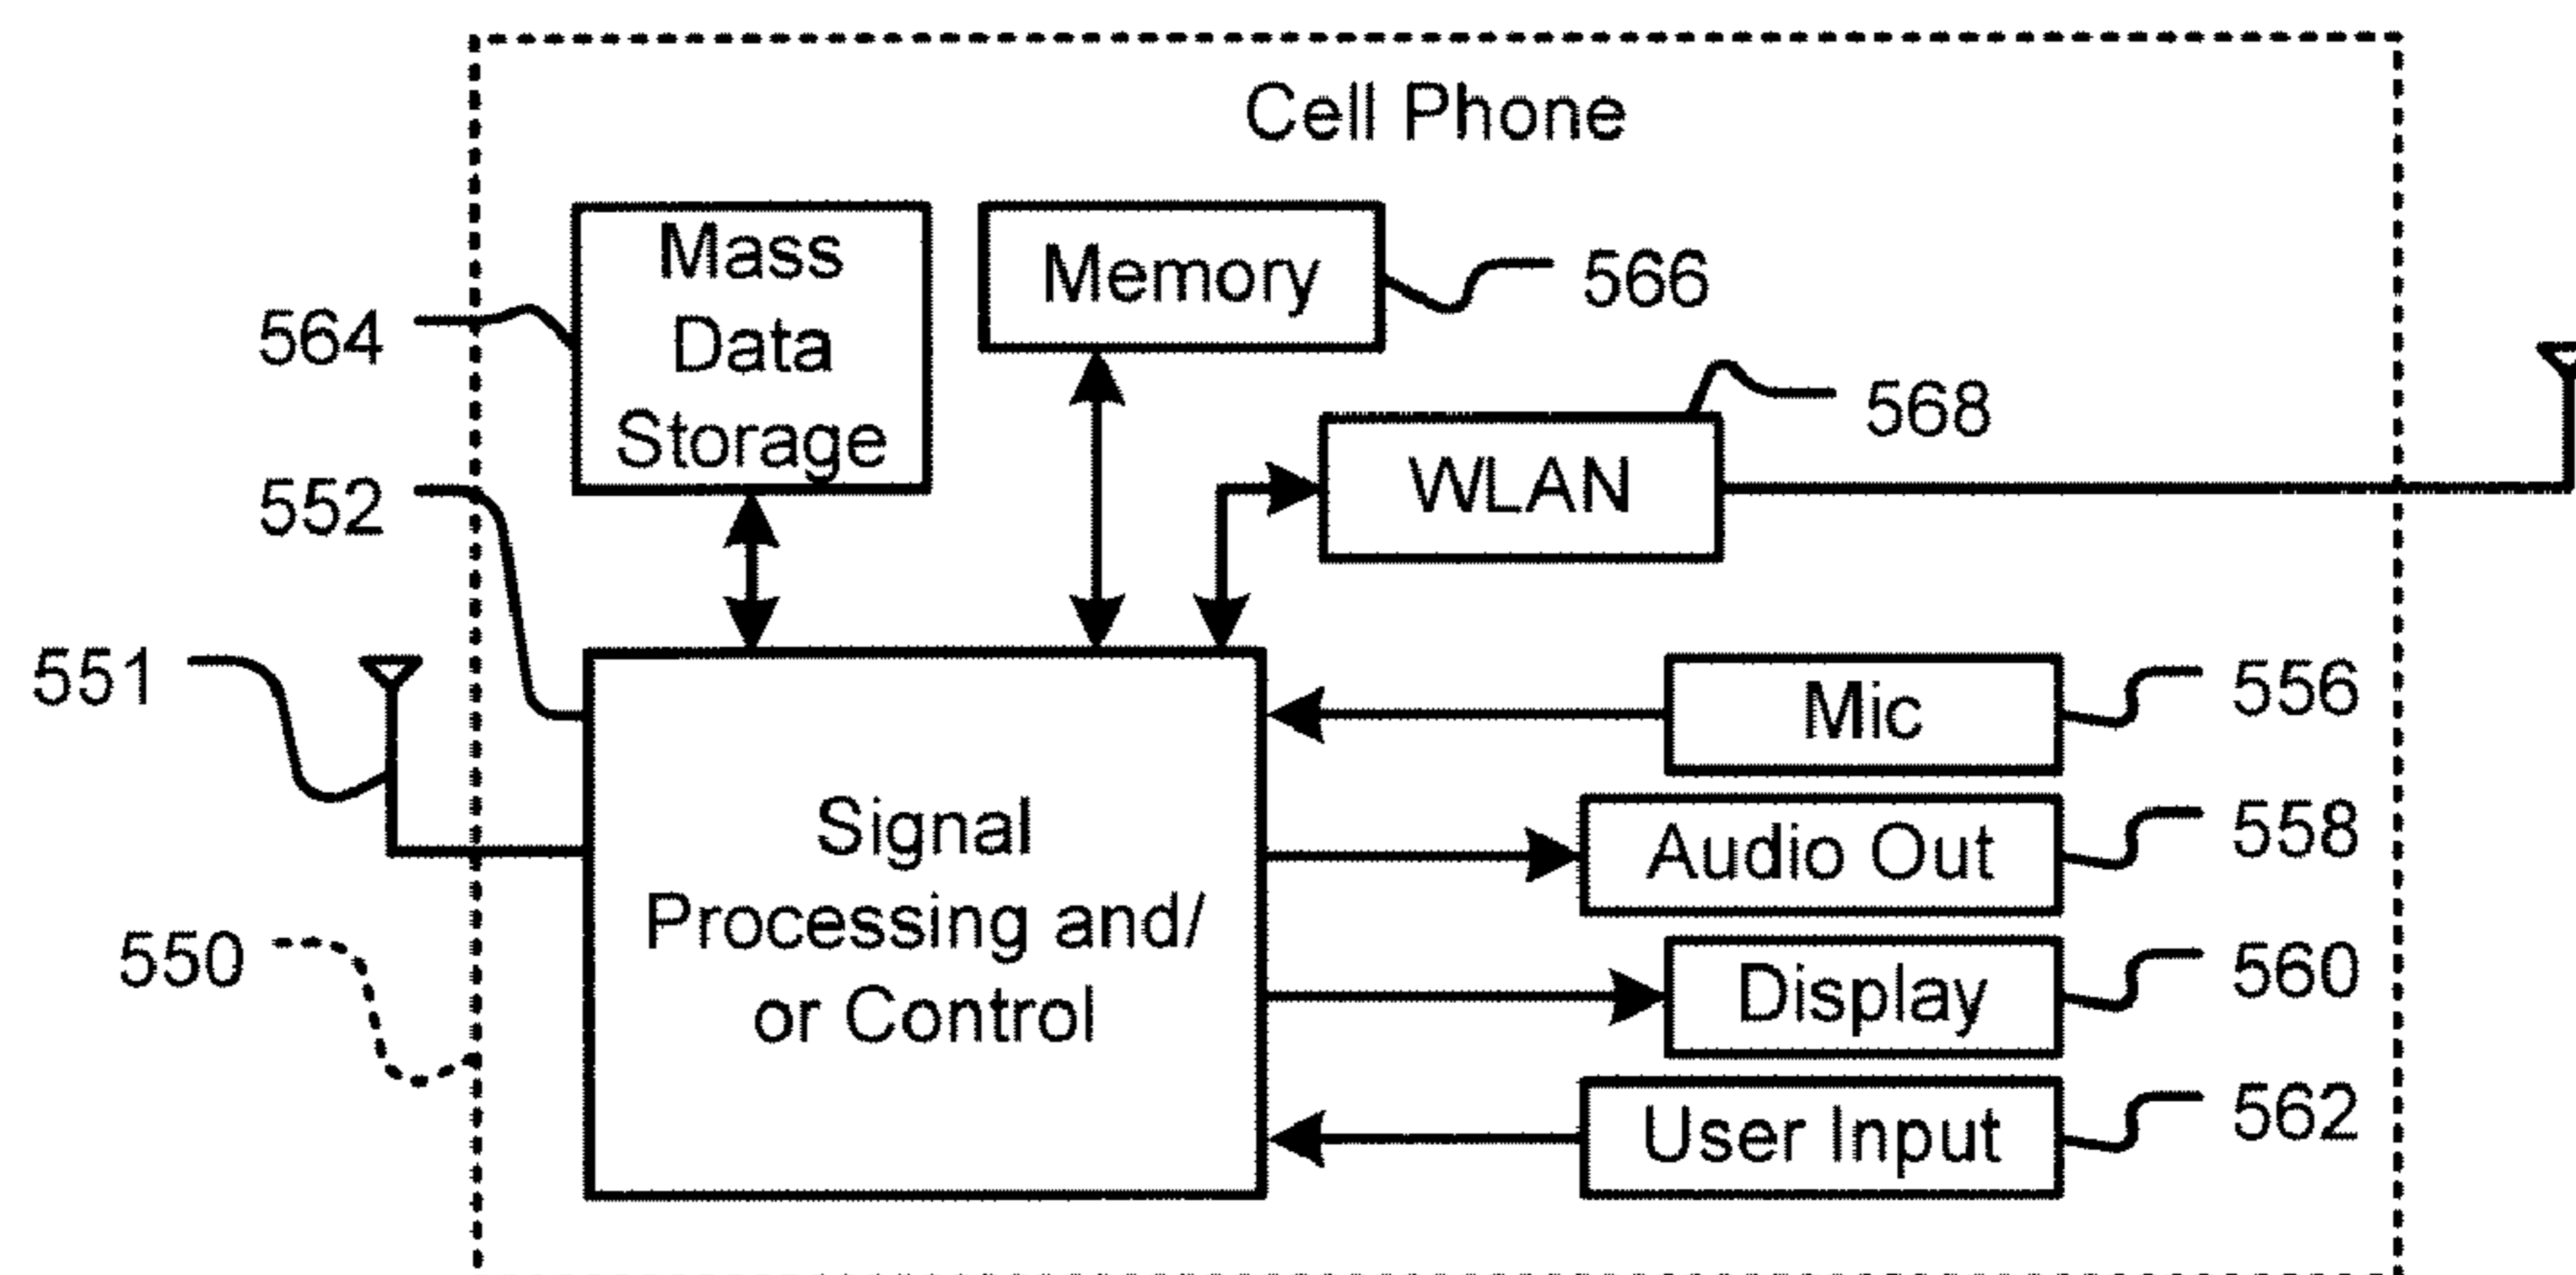 Cell Phone
Mass
Data
Storage
Memory
566
564
568
WLAN
552
551
Mic
556
Signal
Processing and/
or Control
Audio Out
558
550
Display
560
User Input
562